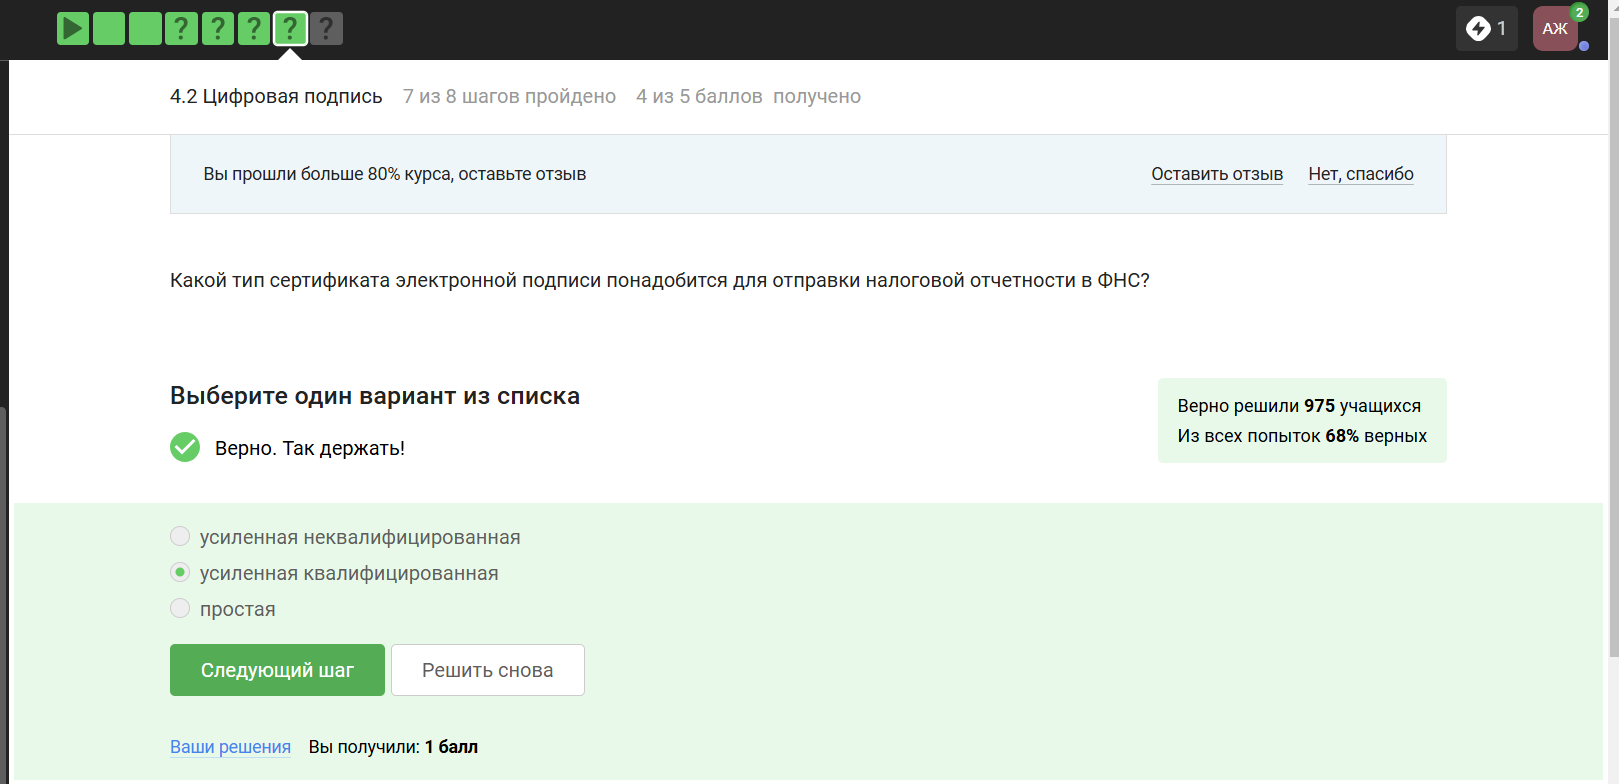 ? ? ? ? ?
1
АЖ
2
4.2 Цифровая подпись 7 из 8 шагов пройдено 4 из 5 баллов получено
Вы прошли больше 80% курса, оставьте отзыв Оставить отзыв Нет, спасибо
Какой тип сертификата электронной подписи понадобится для отправки налоговой отчетности в ФНС?
Выберите один вариант из списка
Верно. Так держать!
Верно решили 975 учащихся
Из всех попыток 68% верных
усиленная неквалифицированная
усиленная квалифицированная
простая
Следующий шаг Решить снова
Ваши решения Вы получили: 1 балл